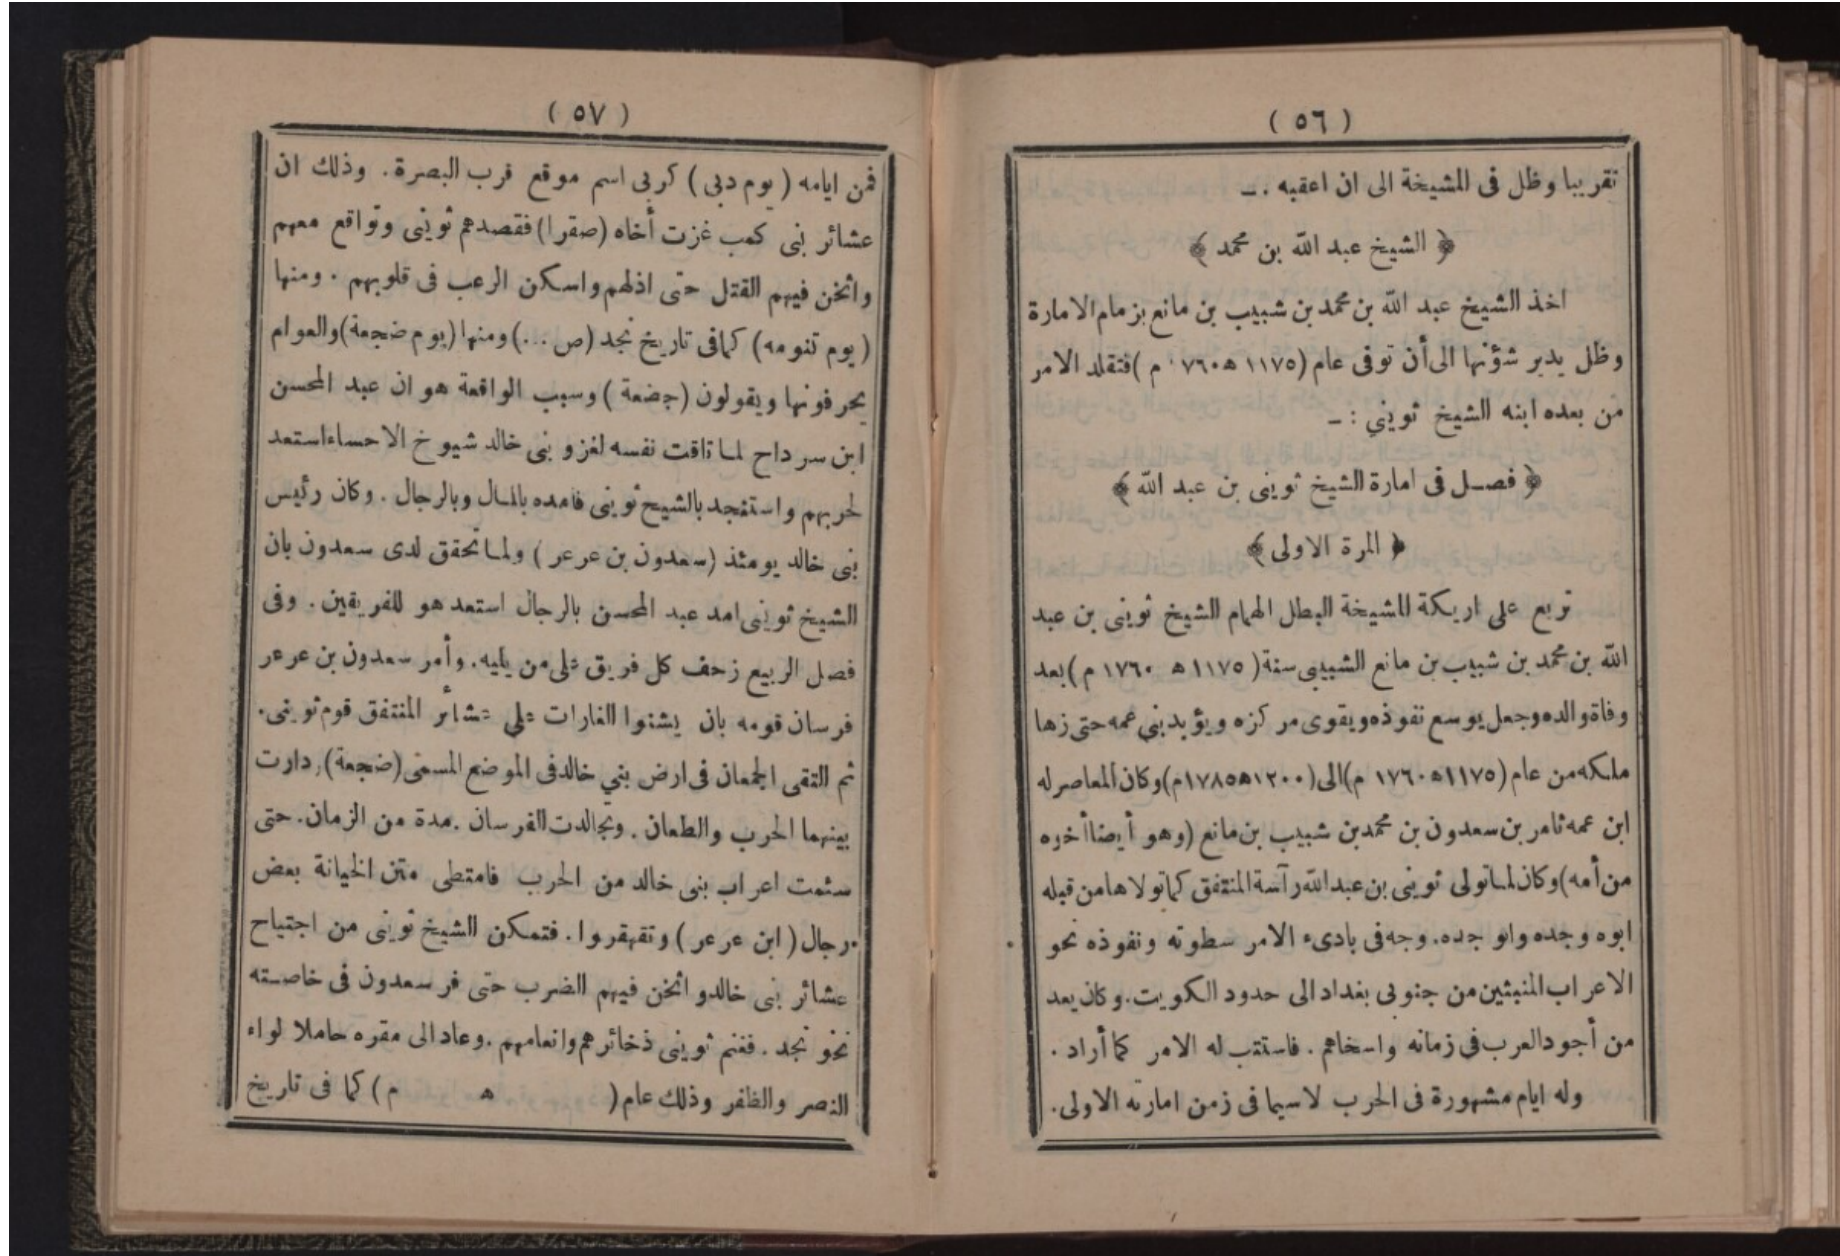 ( ٥٦ )
تقريبا وظل فى المشيخة الى ان اعقبه . ــ
﴿ الشيخ عبد الله بن محمد ﴾
اخذ الشيخ عبد الله بن محمد بن شبيب بن مانع بزمام الامارة
وظل يدبر شؤنها الى أن توفى عام (١١٧٥ ه ٧٦٠ م )فتقلد الامر
من بعده ابنه الشيخ ثويني : ــ
﴿ فصل فى امارة الشيخ ثوينى بن عبد الله ﴾
﴿ المرة الاولى ﴾
تربع على اريكة المشيخة البطل الهمام الشيخ ثوينى بن عبد
الله بن محمد بن شبيب بن مانع الشبيبى سنة ( ١١٧٥ ه ١٧٦٠ م )بعد
وفاة والده وجعل يوسع نفوذه ويقوى مركزه ويؤيد بني عمه حتى زها
ملكه من عام (١١٧٥ه ١٧٦٠ م)الى (١٢٠٠ه١٧٨٥م)وكان المعاصر له
ابن عمه ثامر بن سعدون بن محمد بن شبيب بن مانع (وهو أيضا أخوه
من أمه)وكان لما تولى ثوينى بن عبد الله رآسة المنتفق كما تولاها من قبله
ابوه وجده وابو جده. وجه فى بادىء الامر سطوته ونفوذه نحو
الاعراب المنبثين من جنوبى بغداد الى حدود الكويت. وكان يعد
من أجود العرب فى زمانه واسخاهم . فاستتب له الامر كما أراد .
وله ايام مشهورة فى الحرب لاسيما فى زمن امارته الاولى.
( ٥٧ )
فمن ايامه ( يوم دبى ) كربى اسم موقع قرب البصرة . وذلك ان
عشائر بنى كعب غزت أخاه (صقرا)فقصدهم ثوينى وتواقع معهم
واثخن فيهم القتل حتى اذلهم واسكن الرعب فى قلوبهم . ومنها
( يوم تنومه ) كما فى تاريخ نجد (ص ...)ومنها (يوم ضجعة)والعوام
يحرفونها ويقولون (جضعة ) وسبب الواقعة هو ان عبد المحسن
ابن سرداح لما تاقت نفسه لغزو بنى خالد شيوخ الاحساء استعد
لحربهم واستنجد بالشيخ ثوينى فامده بالمال وبالرجال . وكان رئيس
بنى خالد يومئذ (سعدون بن عرعر ) ولما تحقق لدى سعدون بان
الشيخ ثوينى امد عبد المحسن بالرجال استعد هو للفريقين . وفى
فصل الربيع زحف كل فريق على من يليه. وأمر سعدون بن عرعر
فرسان قومه بان يشنوا الغارات على عشائر المنتفق قوم ثوينى.
ثم التقى الجمعان فى ارض بني خالد فى الموضع المسمى (ضجعة), دارت
بينهما الحرب والطعان . وتجالدت الفرسان .مدة من الزمان. حتى
سئمت اعراب بنى خالد من الحرب فامتطى متن الخيانة بعض
رجال ( ابن عرعر ) وتقهقروا. فتمكن الشيخ ثوينى من اجتياح
عشائر بنى خالد واثخن فيهم الضرب حتى فر سعدون فى خاصته
نحو نجد . فغنم ثوينى ذخائرهم وانعامهم .وعاد الى مقره حاملا لواء
النصر والظفر وذلك عام ( ه م ) كما فى تاريخ